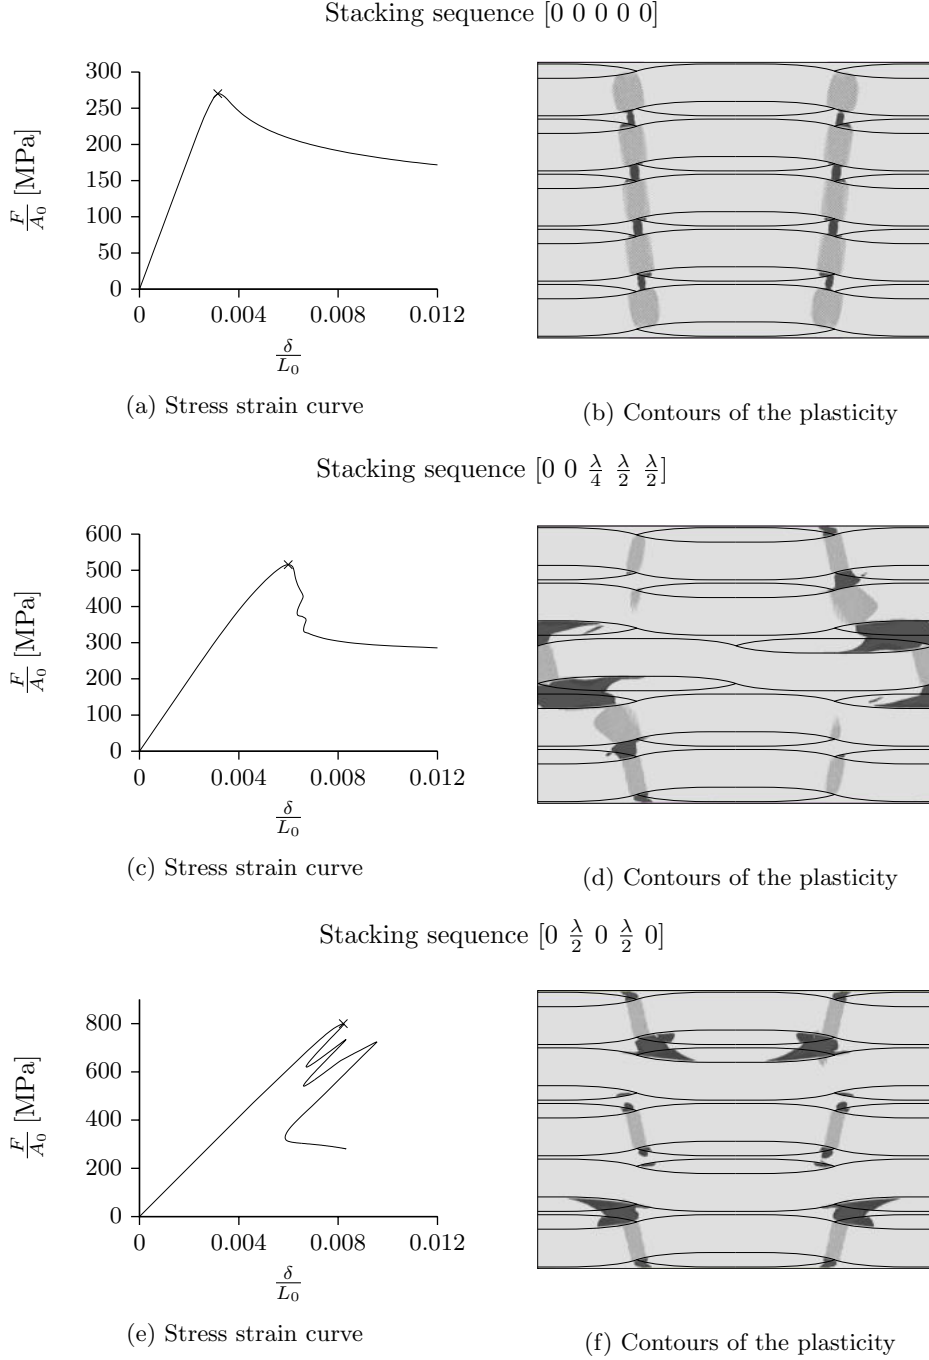 Stacking sequence [0 0 0 0 0]
300
250
200
150
100
50
0
F/A₀ [MPa]
0 0.004 0.008 0.012
δ/L₀
(a) Stress strain curve
(b) Contours of the plasticity
Stacking sequence [0 0 λ/4 λ/2 λ/2]
600
500
400
300
200
100
0
F/A₀ [MPa]
0 0.004 0.008 0.012
δ/L₀
(c) Stress strain curve
(d) Contours of the plasticity
Stacking sequence [0 λ/2 0 λ/2 0]
800
600
400
200
0
F/A₀ [MPa]
0 0.004 0.008 0.012
δ/L₀
(e) Stress strain curve
(f) Contours of the plasticity